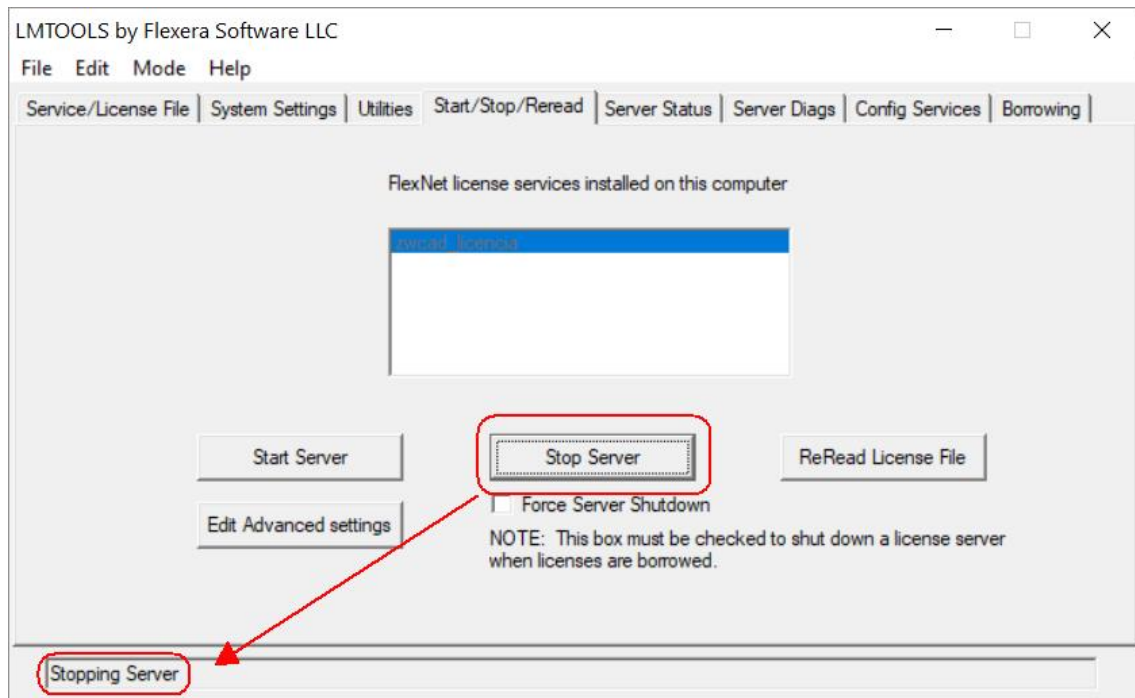 LMTOOLS by Flexera Software LLC
File Edit Mode Help
Service/License File System Settings Utilities Start/Stop/Reread Server Status Server Diags Config Services Borrowing
FlexNet license services installed on this computer
zwcad_licencia
Start Server Stop Server ReRead License File
Edit Advanced settings
Force Server Shutdown
NOTE: This box must be checked to shut down a license server
when licenses are borrowed.
Stopping Server